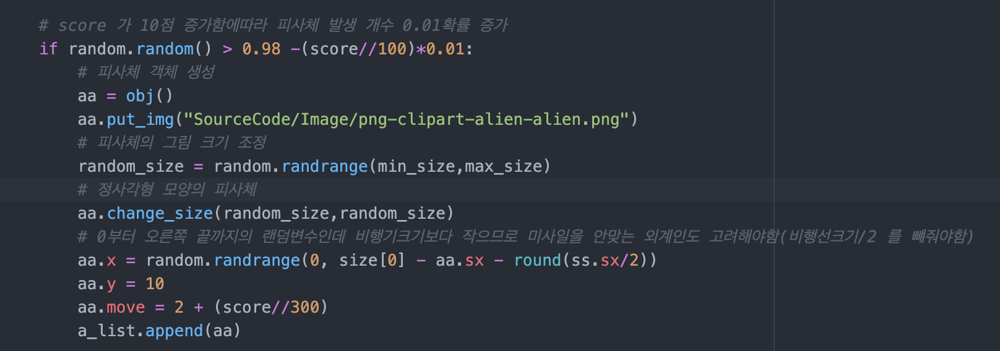 # score 가 10점 증가함에따라 피사체 발생 개수 0.01확률 증가
if random.random() > 0.98 -(score//100)*0.01:
# 피사체 객체 생성
aa = obj()
aa.put_img("SourceCode/Image/png-clipart-alien-alien.png")
# 피사체의 그림 크기 조정
random_size = random.randrange(min_size,max_size)
# 정사각형 모양의 피사체
aa.change_size(random_size,random_size)
# 0부터 오른쪽 끝까지의 랜덤변수인데 비행기크기보다 작으므로 미사일을 안맞는 외계인도 고려해야함(비행선크기/2 를 뺴줘야함)
aa.x = random.randrange(0, size[0] - aa.sx - round(ss.sx/2))
aa.y = 10
aa.move = 2 + (score//300)
a_list.append(aa)